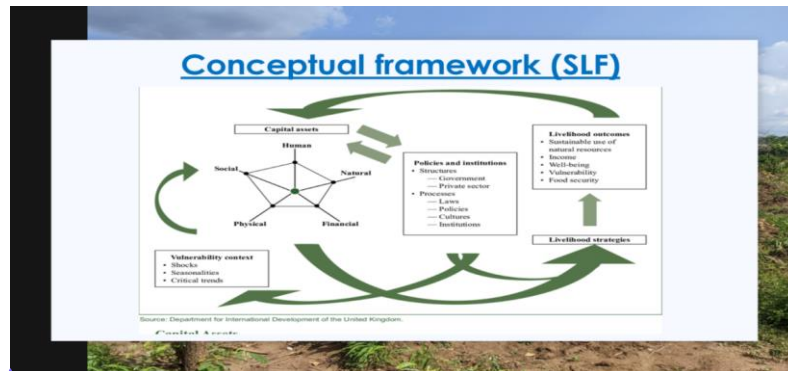 Conceptual framework (SLF)
Capital assets
Human
Social
Natural
Physical
Financial
Vulnerability context
• Shocks
• Seasonalities
• Critical trends
Policies and institutions
• Structures
— Government
— Private sector
• Processes
— Laws
— Policies
— Cultures
— Institutions
Livelihood outcomes
• Sustainable use of
natural resources
• Income
• Well-being
• Vulnerability
• Food security
Livelihood strategies
Source: Department for International Development of the United Kingdom.
Capital Assets